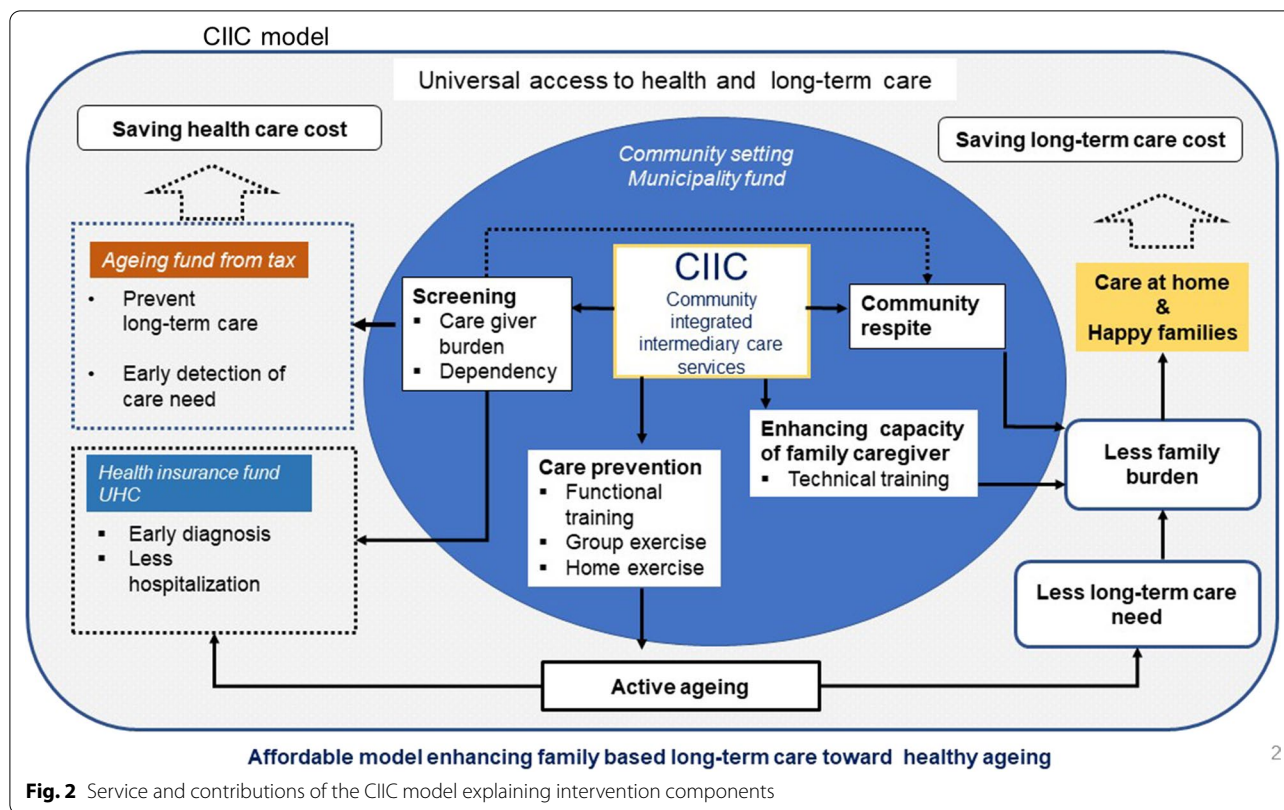 CIIC model
Universal access to health and long-term care
Saving health care cost
Saving long-term care cost
Community setting
Municipality fund
Ageing fund from tax
• Prevent
long-term care
• Early detection of
care need
Screening
▪ Care giver
burden
▪ Dependency
CIIC
Community
integrated
intermediary care
services
Community
respite
Care at home
&
Happy families
Health insurance fund
UHC
▪ Early diagnosis
▪ Less
hospitalization
Care prevention
▪ Functional
training
▪ Group exercise
▪ Home exercise
Enhancing capacity
of family caregiver
▪ Technical training
Less family
burden
Less long-term care
need
Active ageing
Affordable model enhancing family based long-term care toward healthy ageing
2
Fig. 2 Service and contributions of the CIIC model explaining intervention components